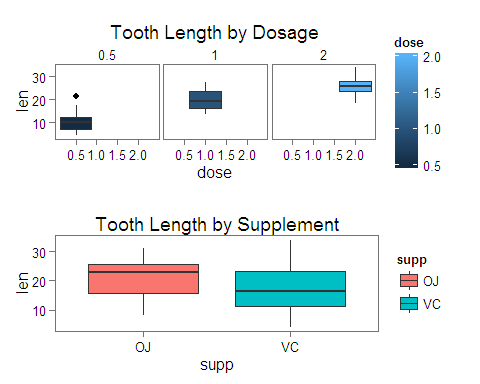 Tooth Length by Dosage
0.5 1 2
30
20
10
len
0.5 1.0 1.5 2.0 0.5 1.0 1.5 2.0 0.5 1.0 1.5 2.0
dose
dose
2.0
1.5
1.0
0.5
Tooth Length by Supplement
30
20
10
len
OJ VC
supp
supp
OJ
VC